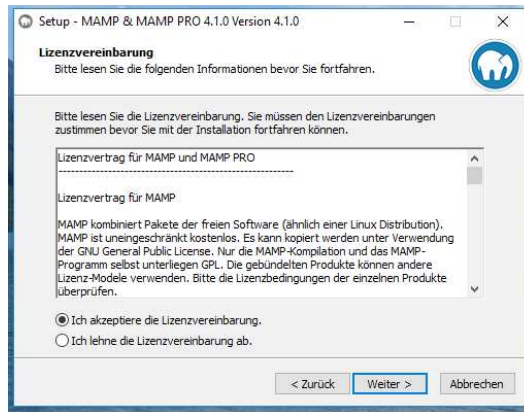 Setup - MAMP & MAMP PRO 4.1.0 Version 4.1.0
Lizenzvereinbarung
Bitte lesen Sie die folgenden Informationen bevor Sie fortfahren.
Bitte lesen Sie die Lizenzvereinbarung. Sie müssen den Lizenzvereinbarungen
zustimmen bevor Sie mit der Installation fortfahren können.
Lizenzvertrag für MAMP und MAMP PRO
-------------------------------------------------------
Lizenzvertrag für MAMP
MAMP kombiniert Pakete der freien Software (ähnlich einer Linux Distribution).
MAMP ist uneingeschränkt kostenlos. Es kann kopiert werden unter Verwendung
der GNU General Public License. Nur die MAMP-Kompilation und das MAMP-
Programm selbst unterliegen GPL. Die gebündelten Produkte können andere
Lizenz-Modele verwenden. Bitte die Lizenzbedingungen der einzelnen Produkte
überprüfen.
Ich akzeptiere die Lizenzvereinbarung.
Ich lehne die Lizenzvereinbarung ab.
< Zurück Weiter > Abbrechen